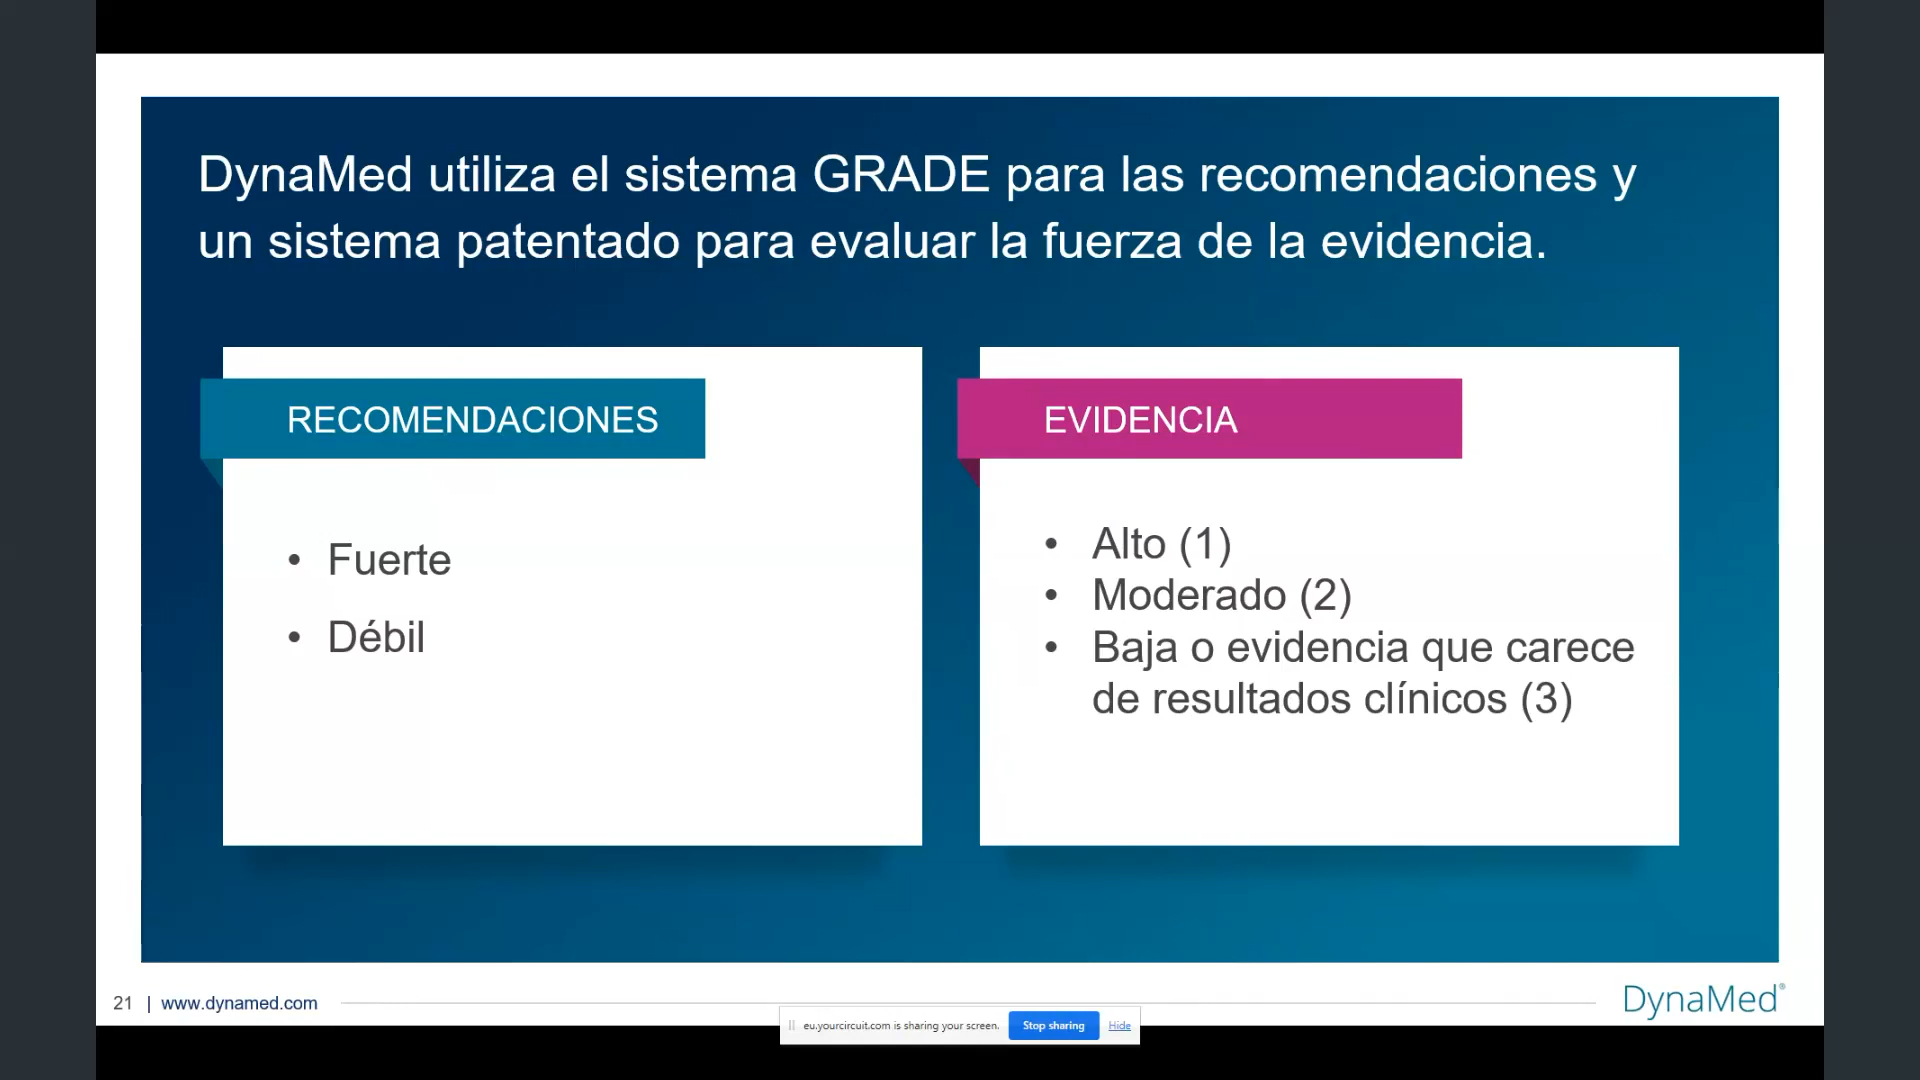 DynaMed utiliza el sistema GRADE para las recomendaciones y
un sistema patentado para evaluar la fuerza de la evidencia.
RECOMENDACIONES
• Fuerte
• Débil
EVIDENCIA
• Alto (1)
• Moderado (2)
• Baja o evidencia que carece
de resultados clínicos (3)
21 | www.dynamed.com
DynaMed®
eu.yourcircuit.com is sharing your screen. Stop sharing Hide